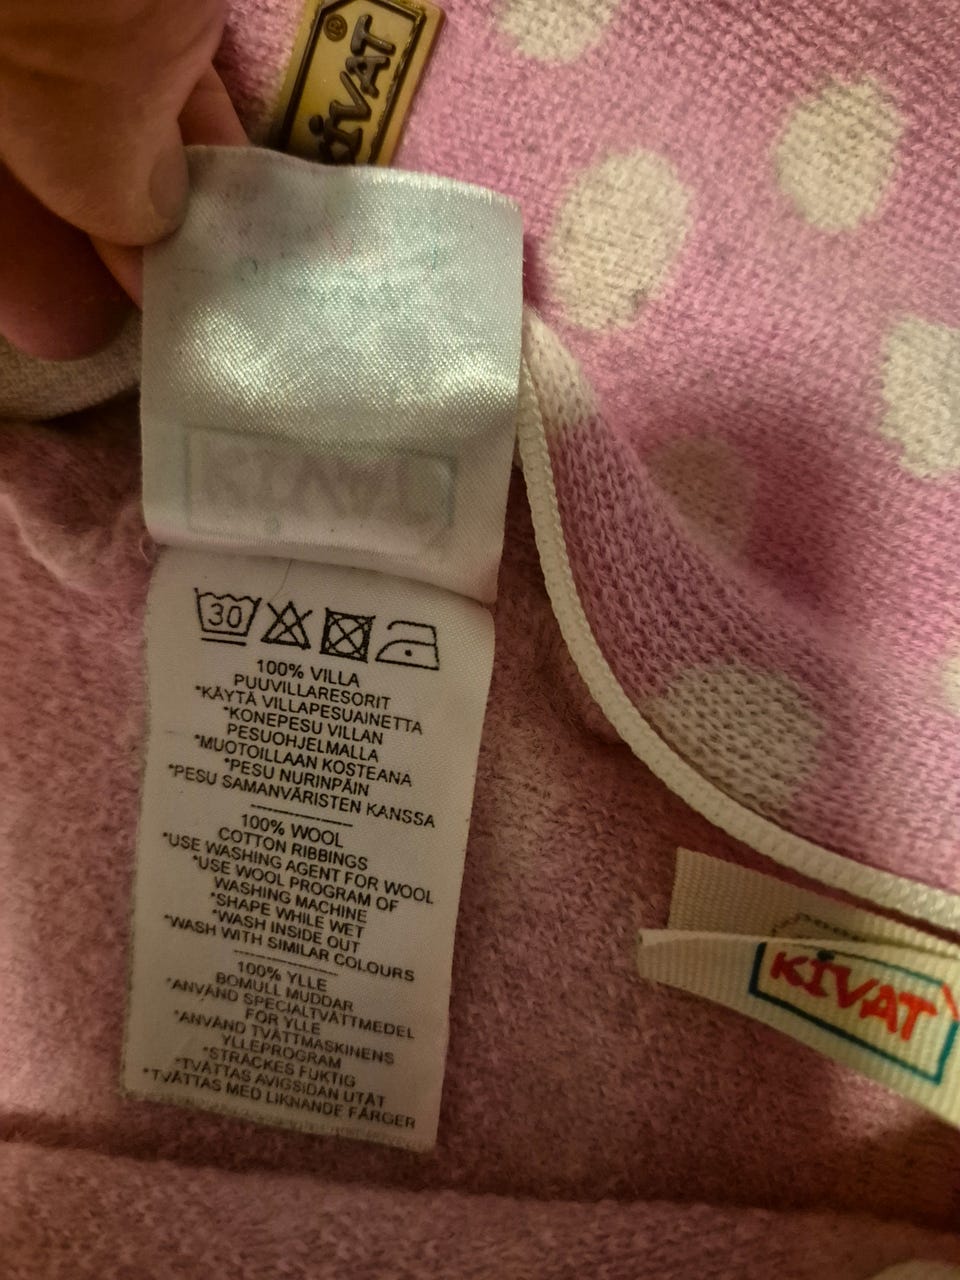 KIVAT
®
30
100% VILLA
PUUVILLARESORIT
*KÄYTÄ VILLAPESUAINETTA
*KONEPESU VILLAN
PESUOHJELMALLA
*MUOTOILLAAN KOSTEANA
*PESU NURINPÄIN
*PESU SAMANVÄRISTEN KANSSA
100% WOOL
COTTON RIBBINGS
*USE WASHING AGENT FOR WOOL
*USE WOOL PROGRAM OF
WASHING MACHINE
*SHAPE WHILE WET
*WASH INSIDE OUT
*WASH WITH SIMILAR COLOURS
100% YLLE
BOMULL MUDDAR
*ANVÄND SPECIALTVÄTTMEDEL
FOR YLLE
*ANVÄND TVÄTTMASKINENS
YLLEPROGRAM
*STRÄCKES FUKTIG
*TVÄTTAS AVIGSIDAN UTÅT
*TVÄTTAS MED LIKNANDE FÄRGER
KIVAT